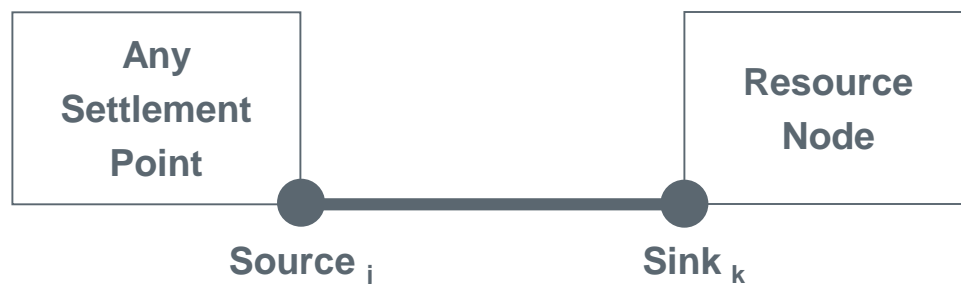 Any
Settlement
Point
Resource
Node
Source j
Sink k